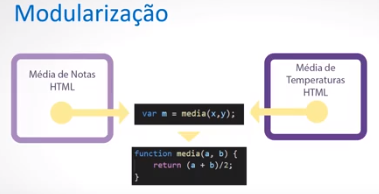 Modularização
Média de Notas
HTML
Média de
Temperaturas
HTML
var m = media(x,y);
function media(a, b) {
return (a + b)/2;
}